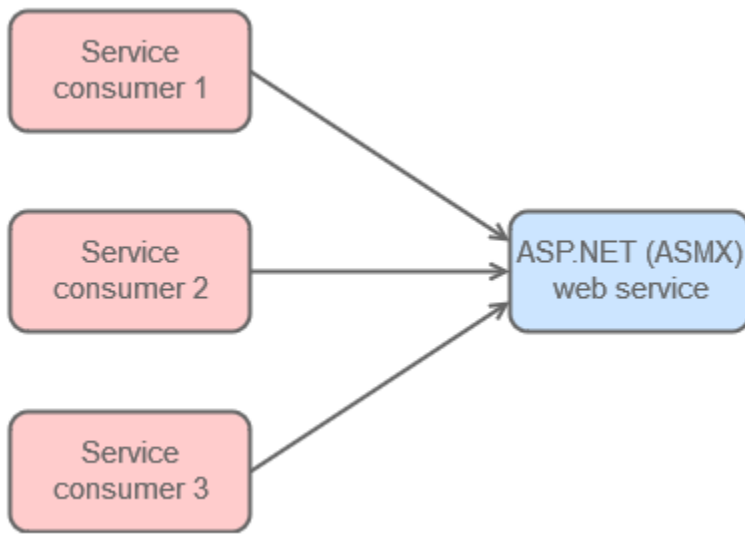 Service
consumer 1
Service
consumer 2
ASP.NET (ASMX)
web service
Service
consumer 3